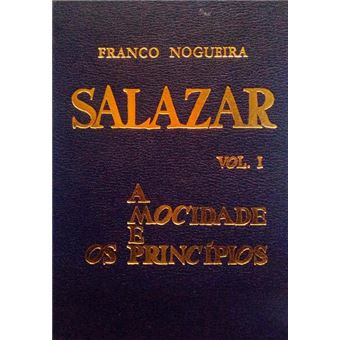 FRANCO NOGUEIRA
SALAZAR
VOL. I
A
MOCIDADE
E
OS PRINCÍPIOS